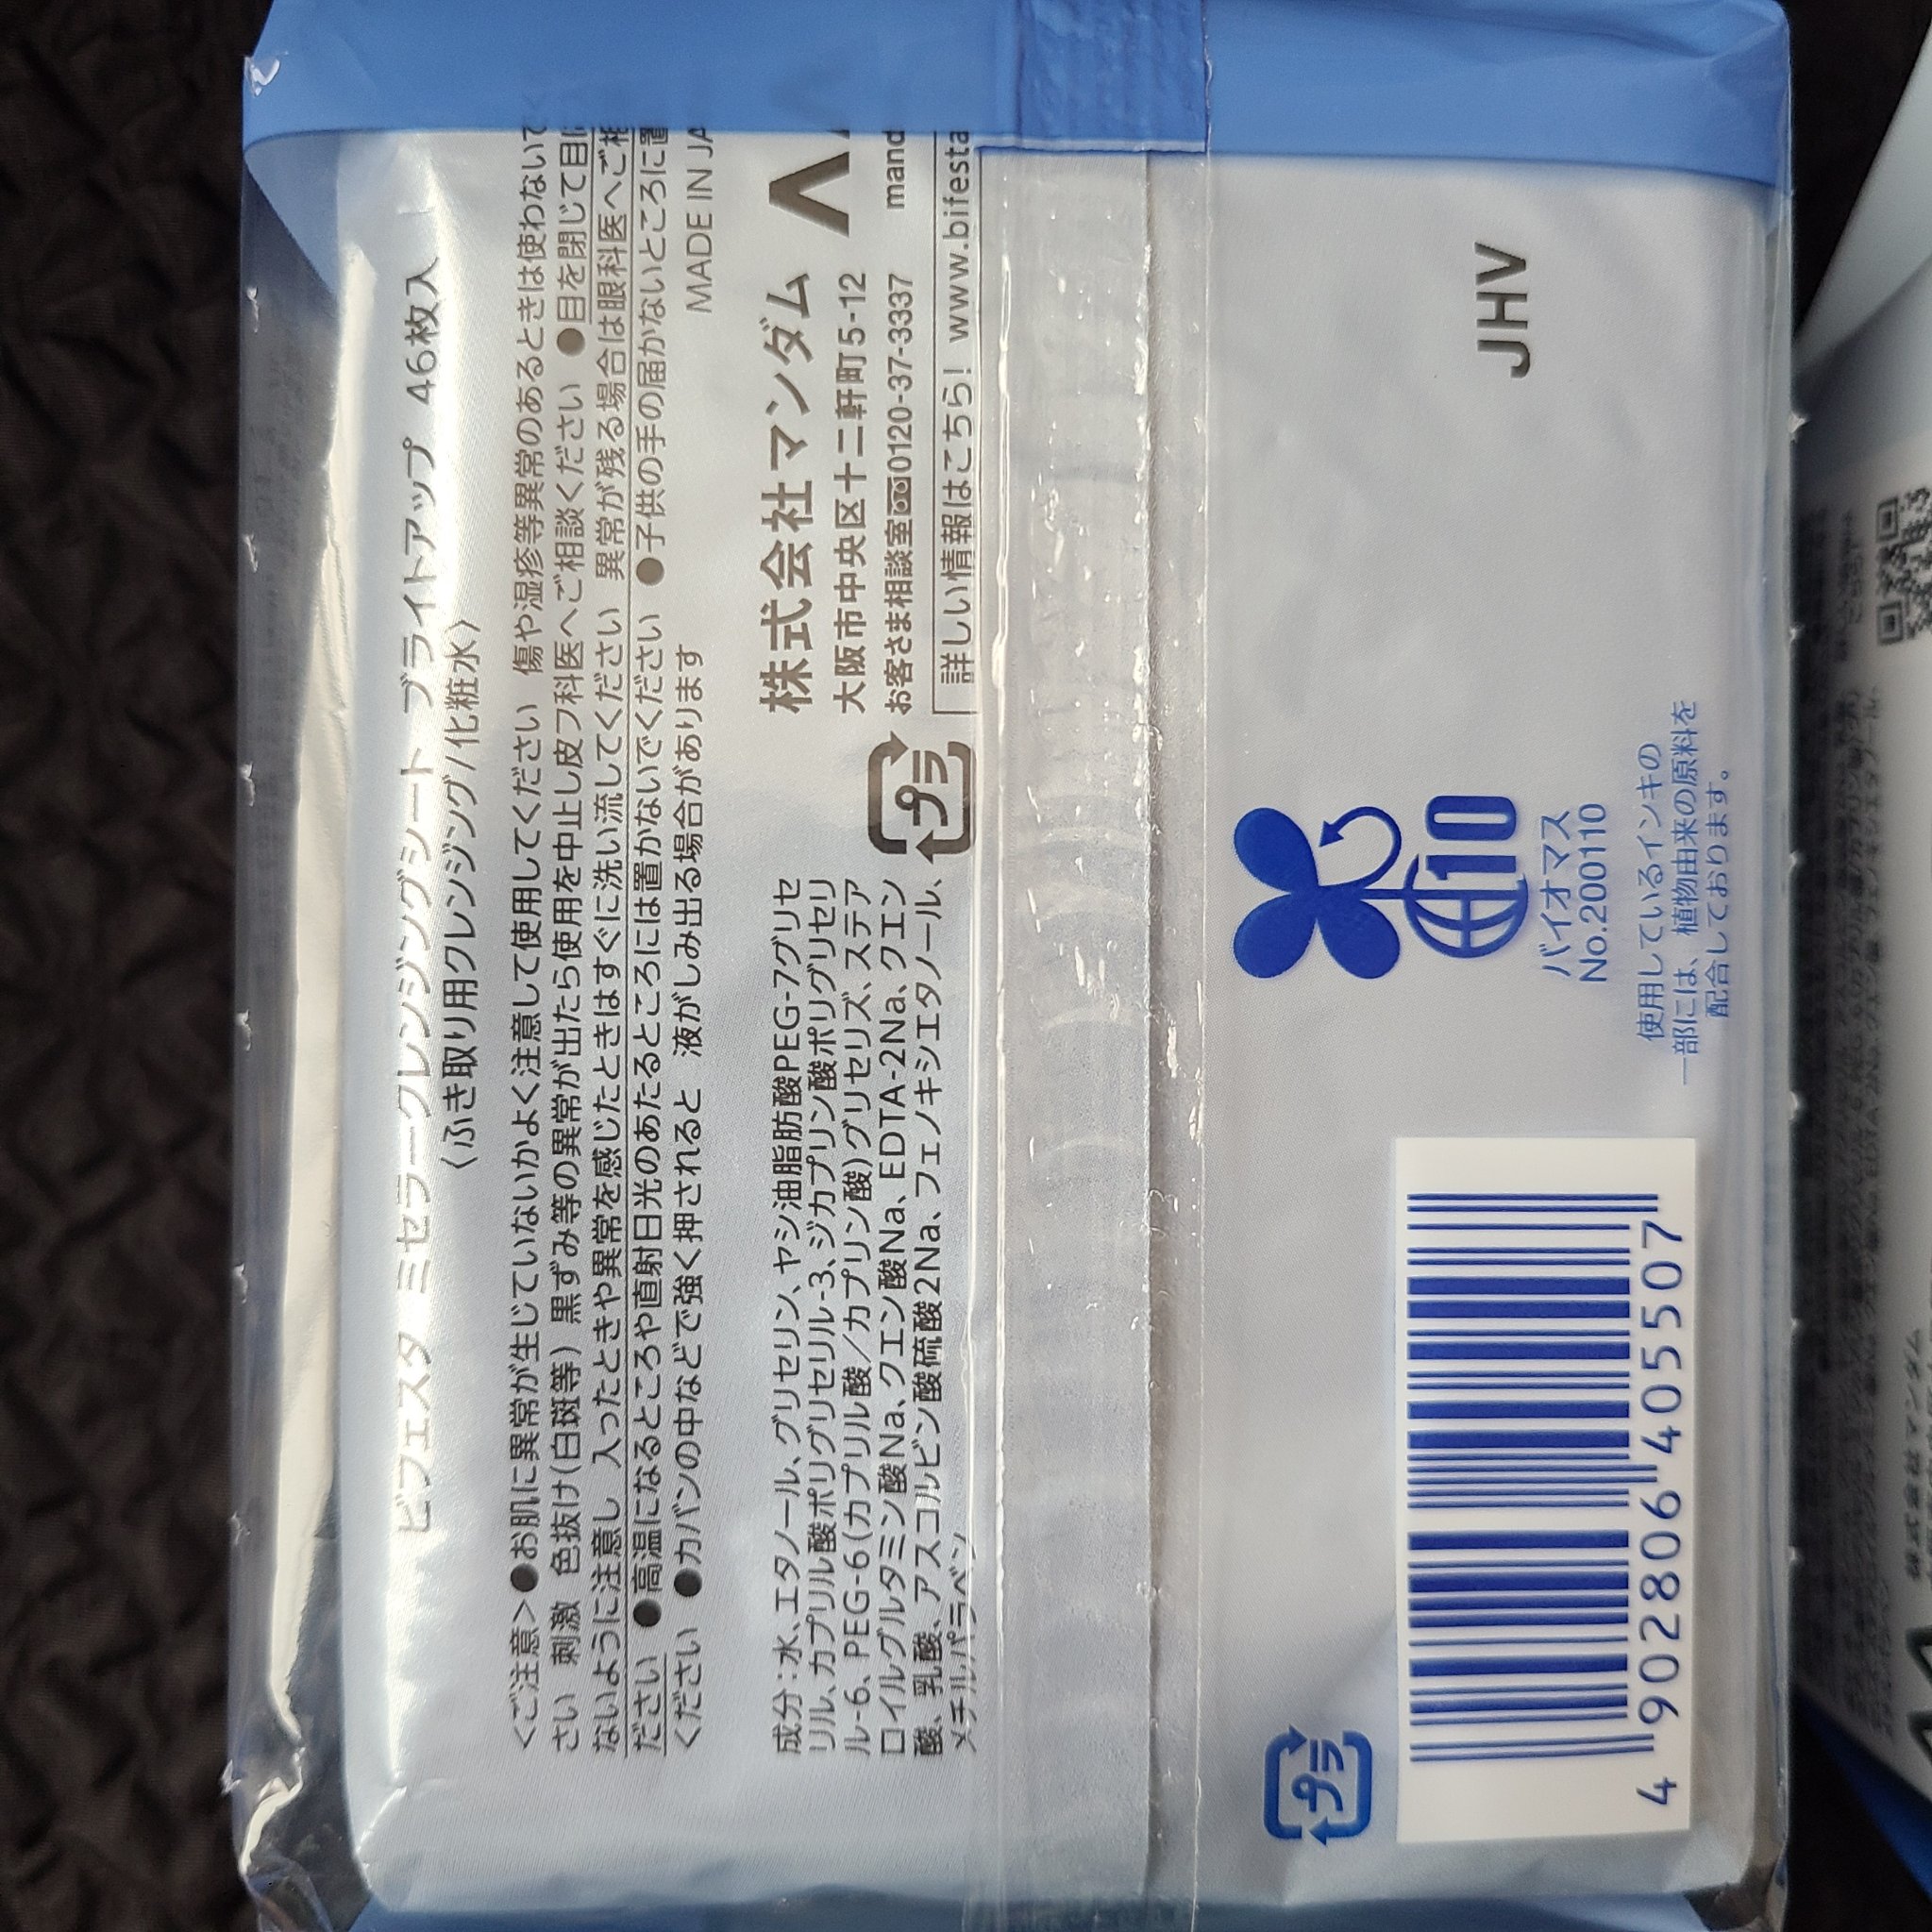 ビフェスタ ミセラークレンジングシート ブライトアップ 46枚入
〈ふき取り用クレンジング/化粧水〉
<ご注意> ●お肌に異常が生じていないかよく注意して使用してください 傷や湿疹等異常のあるときは使わないで
さい 刺激 色抜け(白斑等) 黒ずみ等の異常が出たら使用を中止し皮フ科医へご相談ください ●目を閉じて目に
ないように注意し 入ったときや異常を感じたときはすぐに洗い流してください 異常が残る場合は眼科医へご相
ださい ●高温になるところや直射日光のあたるところには置かないでください ●子供の手の届かないところに置
ください ●カバンの中などで強く押されると 液がしみ出る場合があります
MADE IN JA
成分：水、エタノール、グリセリン、ヤシ油脂肪酸PEG-7グリセ
リル、カプリル酸ポリグリセリル-3、ジカプリン酸ポリグリセリ
ル-6、PEG-6(カプリル酸／カプリン酸)グリセリズ、ステア
ロイルグルタミン酸Na、クエン酸Na、EDTA-2Na、クエン
酸、乳酸、アスコルビン酸硫酸2Na、フェノキシエタノール、
メチルパラベン
プラ
株式会社マンダム
大阪市中央区十二軒町5-12
お客さま相談室0120-37-3337
mand
詳しい情報はこちら! www.bifesta
10
バイオマス
No.200110
使用しているインキの
一部には、植物由来の原料を
配合しております。
JHV
プラ
4 902806 405507